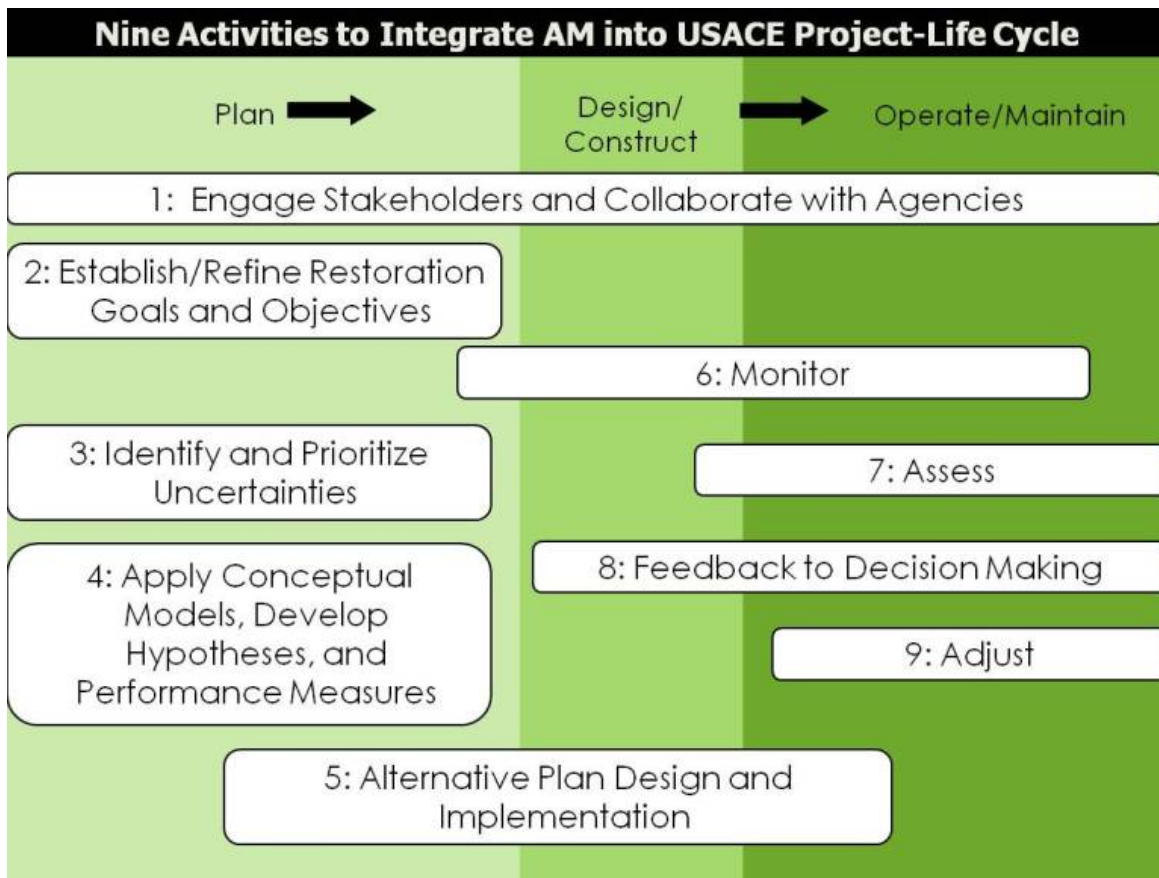 Nine Activities to Integrate AM into USACE Project-Life Cycle
Plan
Design/
Construct
Operate/Maintain
1: Engage Stakeholders and Collaborate with Agencies
2: Establish/Refine Restoration
Goals and Objectives
6: Monitor
3: Identify and Prioritize
Uncertainties
7: Assess
8: Feedback to Decision Making
4: Apply Conceptual
Models, Develop
Hypotheses, and
Performance Measures
9: Adjust
5: Alternative Plan Design and
Implementation